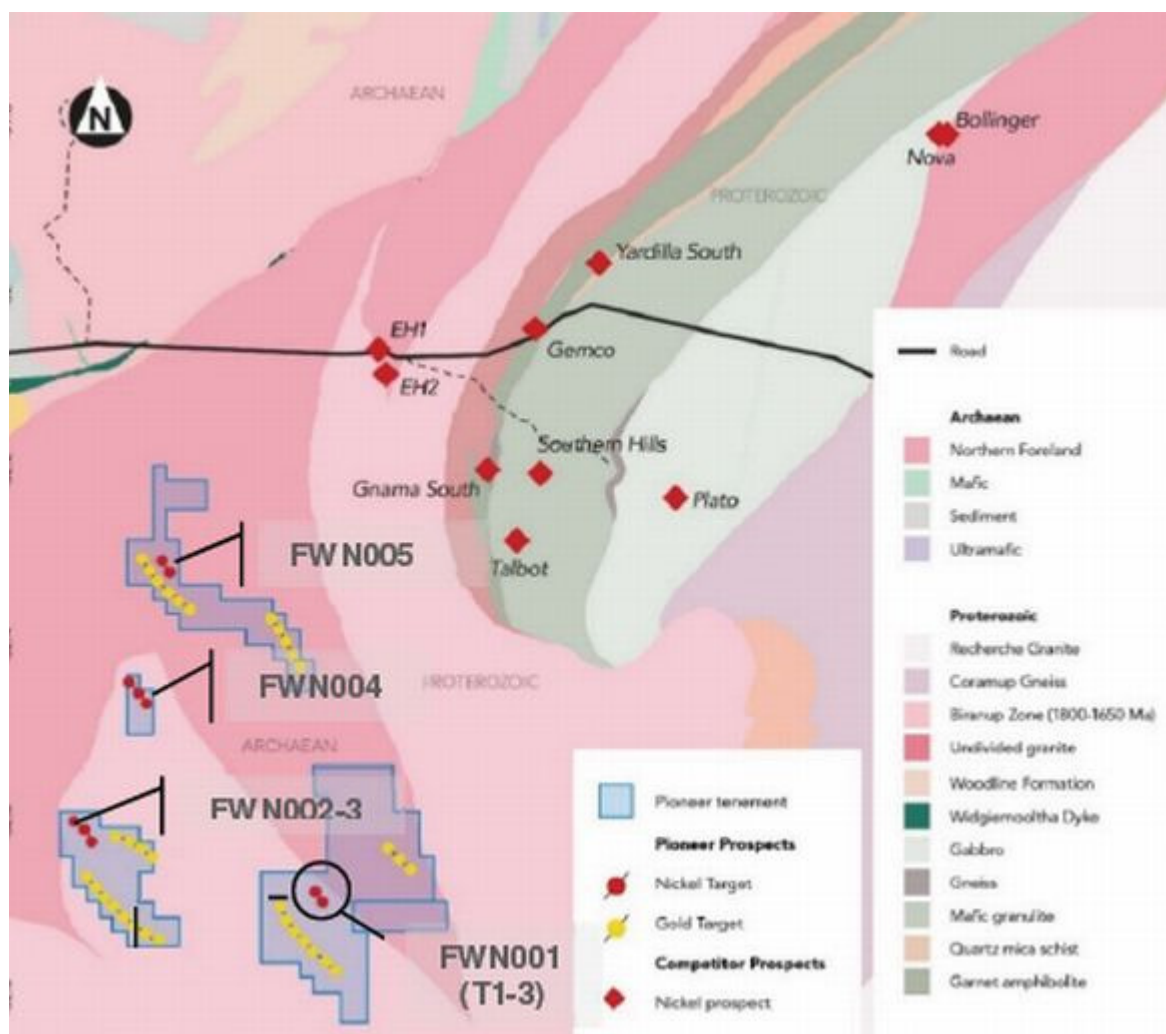 ARCHAEAN
N
Bollinger
Nova
PROTEROZOIC
Yardilla South
EH1
Gemco
EH2
Southern Hills
Gnama South
Plato
Talbot
FWN005
FWN004
PROTEROZOIC
ARCHAEAN
FWN002-3
FWN001
(T1-3)
Pioneer tenement
Pioneer Prospects
Nickel Target
Gold Target
Competitor Prospects
Nickel prospect
Road
Archaean
Northern Foreland
Mafic
Sediment
Ultramafic
Proterozoic
Recherche Granite
Coramup Gneiss
Biranup Zone (1800-1650 Ma)
Undivided granite
Woodline Formation
Widgiemooltha Dyke
Gabbro
Gneiss
Mafic granulite
Quartz mica schist
Garnet amphibolite